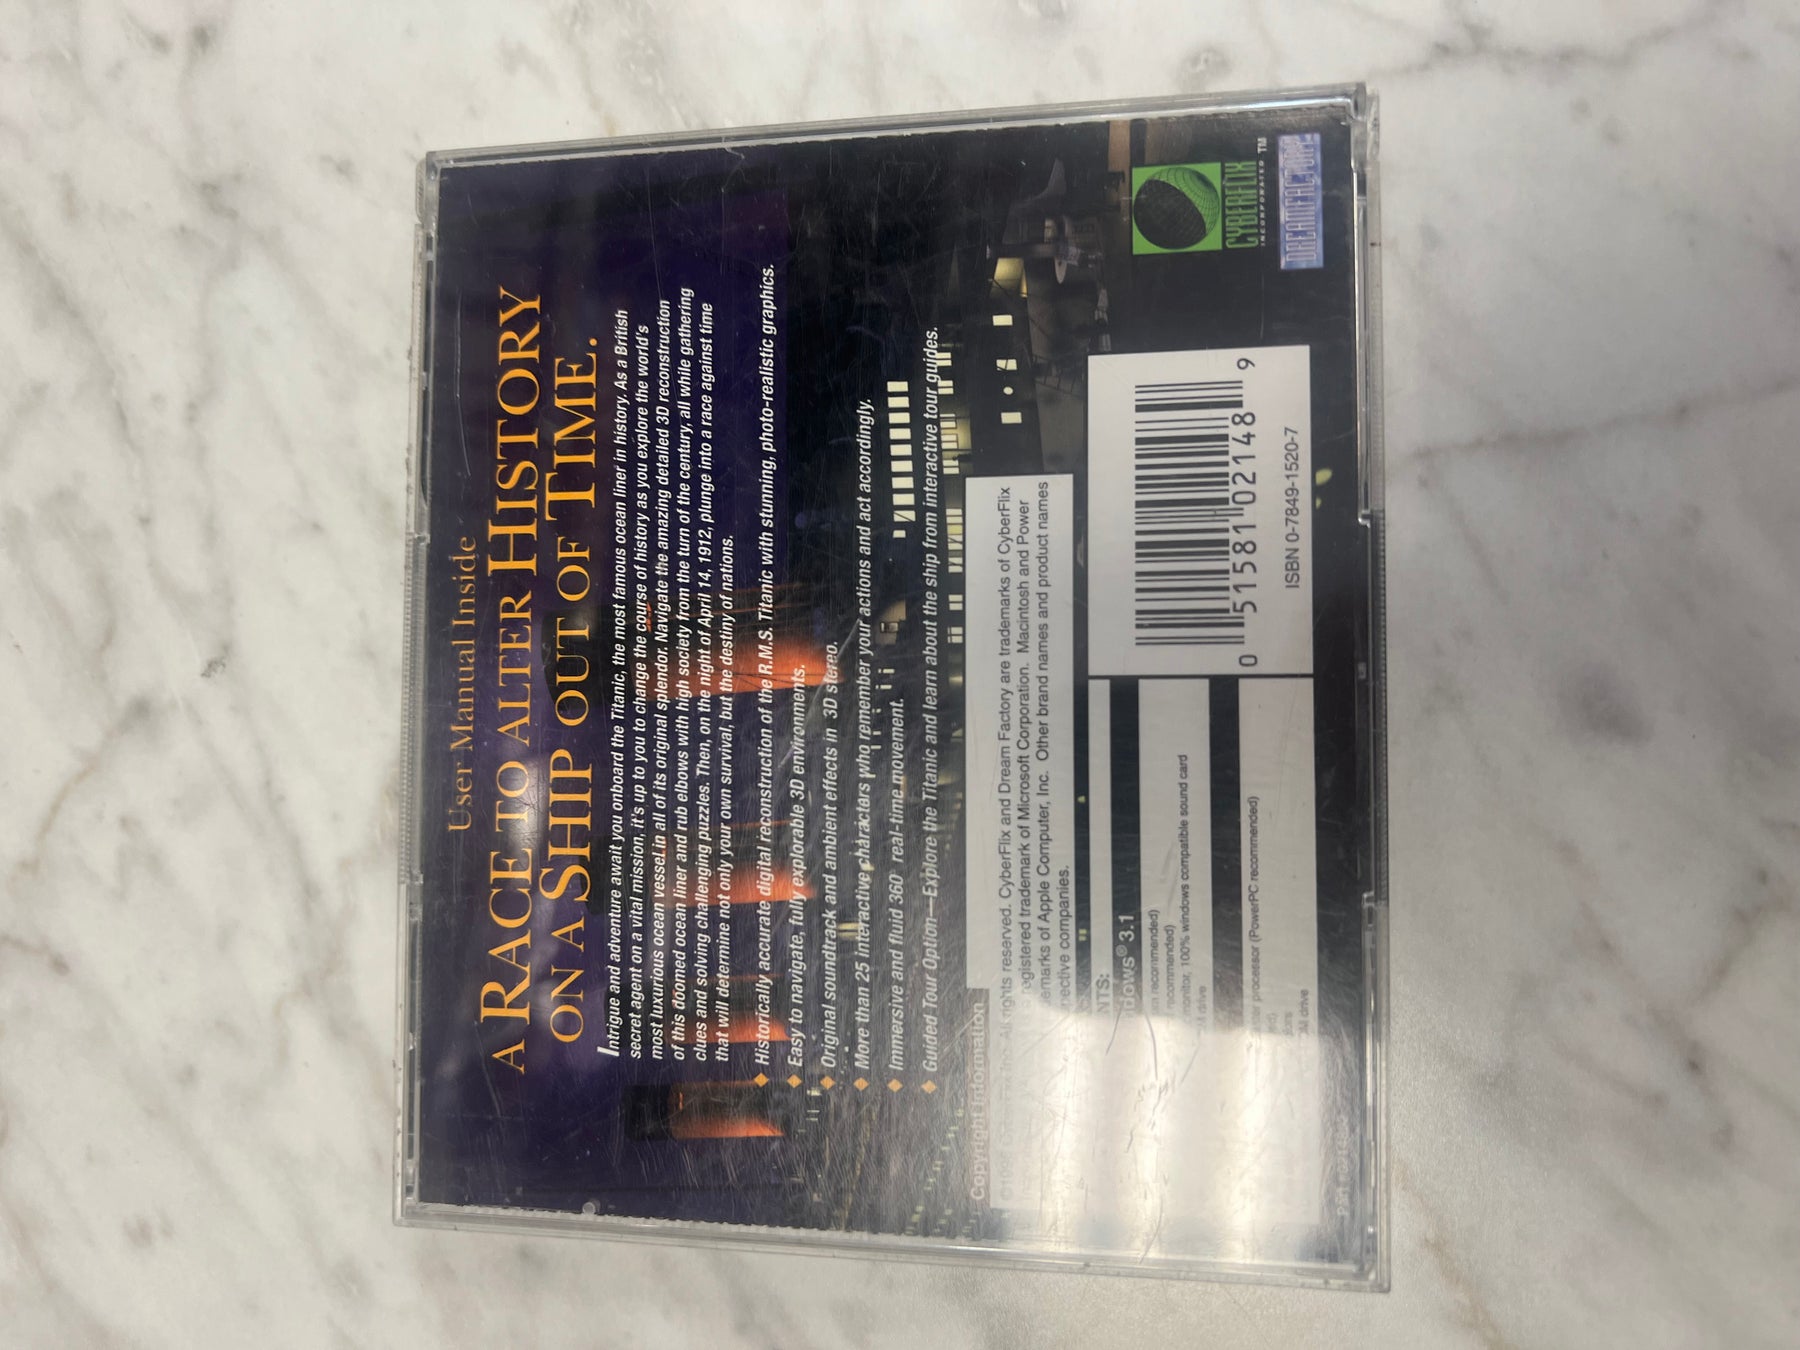 User Manual Inside
A RACE TO ALTER HISTORY
ON A SHIP OUT OF TIME.
Intrigue and adventure await you onboard the Titanic, the most famous ocean liner in history. As a British
secret agent on a vital mission, it's up to you to change the course of history as you explore the world's
most luxurious ocean vessel in all of its original splendor. Navigate the amazing detailed 3D reconstruction
of this doomed ocean liner and rub elbows with high society from the turn of the century, all while gathering
clues and solving challenging puzzles. Then, on the night of April 14, 1912, plunge into a race against time
that will determine not only your own survival, but the destiny of nations.
◆ Historically accurate digital reconstruction of the R.M.S. Titanic with stunning, photo-realistic graphics.
◆ Easy to navigate, fully explorable 3D environments.
◆ Original soundtrack and ambient effects in 3D stereo.
◆ More than 25 interactive characters who remember your actions and act accordingly.
◆ Immersive and fluid 360° real-time movement.
◆ Guided Tour Option—Explore the Titanic and learn about the ship from interactive tour guides.
Copyright Information
rights reserved. CyberFlix and Dream Factory are trademarks of CyberFlix
registered trademark of Microsoft Corporation. Macintosh and Power
of Apple Computer, Inc. Other brand names and product names
companies.
3.1
recommended)
recommended)
monitor, 100% windows compatible sound card
drive
processor (PowerPC recommended)
drive
0 51581 02148 9
ISBN 0-7849-1520-7
CYBERFLIX TM
INCORPORATED
DREAMFACTORY